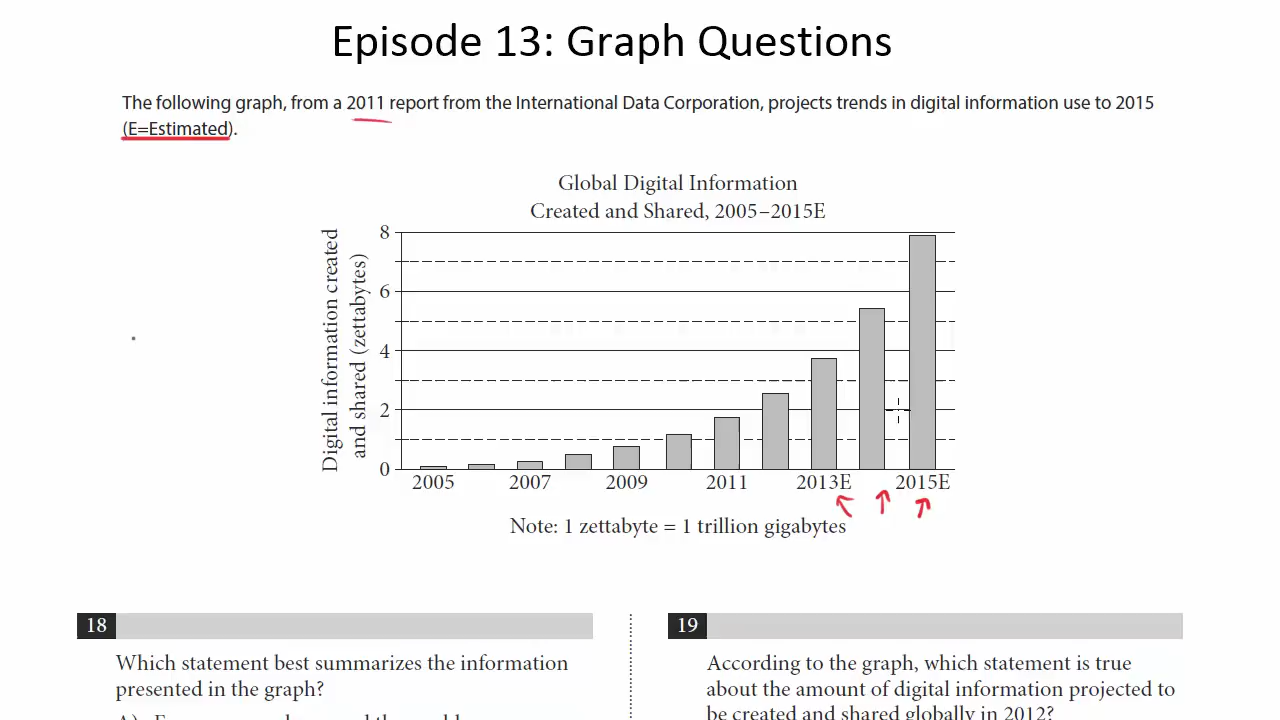 Episode 13: Graph Questions
The following graph, from a 2011 report from the International Data Corporation, projects trends in digital information use to 2015
(E=Estimated).
Global Digital Information
Created and Shared, 2005–2015E
Digital information created
and shared (zettabytes)
8
6
4
2
0
2005 2007 2009 2011 2013E 2015E
Note: 1 zettabyte = 1 trillion gigabytes
18
Which statement best summarizes the information
presented in the graph?
19
According to the graph, which statement is true
about the amount of digital information projected to
be created and shared globally in 2012?